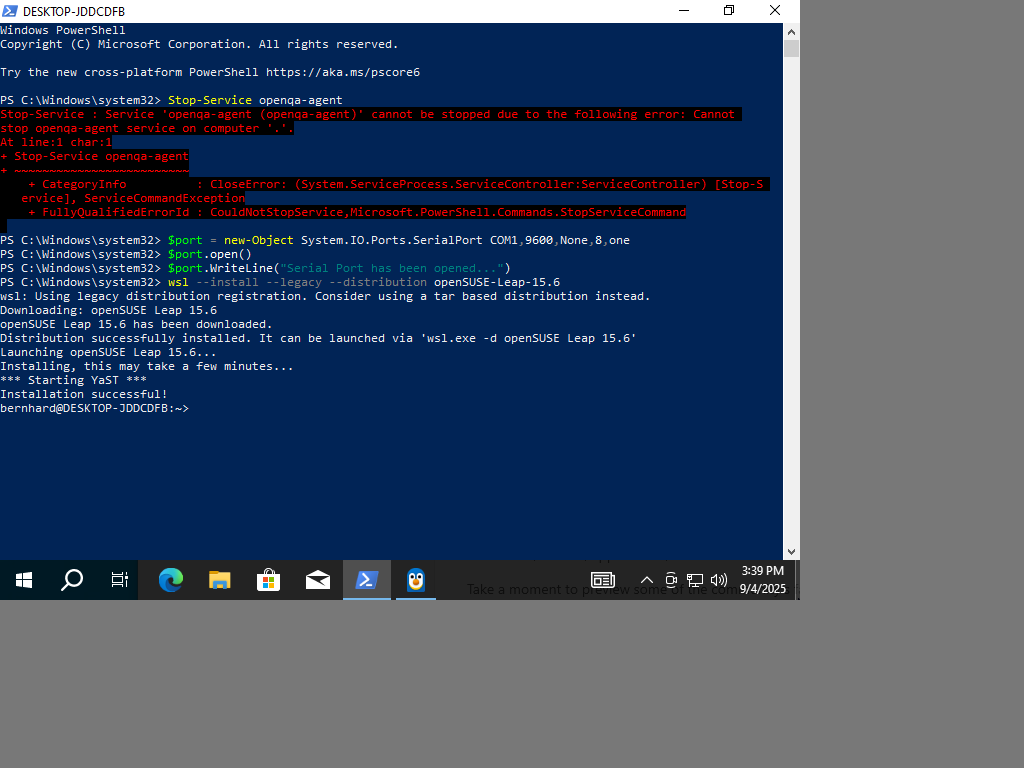 DESKTOP-JDDCDFB
Windows PowerShell
Copyright (C) Microsoft Corporation. All rights reserved.
Try the new cross-platform PowerShell https://aka.ms/pscore6
PS C:\Windows\system32> Stop-Service openqa-agent
Stop-Service : Service 'openqa-agent (openqa-agent)' cannot be stopped due to the following error: Cannot
stop openqa-agent service on computer '.'.
At line:1 char:1
+ Stop-Service openqa-agent
+ ~~~~~~~~~~~~~~~~~~~~~~~~~
    + CategoryInfo          : CloseError: (System.ServiceProcess.ServiceController:ServiceController) [Stop-S
   ervice], ServiceCommandException
    + FullyQualifiedErrorId : CouldNotStopService,Microsoft.PowerShell.Commands.StopServiceCommand
PS C:\Windows\system32> $port = new-Object System.IO.Ports.SerialPort COM1,9600,None,8,one
PS C:\Windows\system32> $port.open()
PS C:\Windows\system32> $port.WriteLine("Serial Port has been opened...")
PS C:\Windows\system32> wsl --install --legacy --distribution openSUSE-Leap-15.6
wsl: Using legacy distribution registration. Consider using a tar based distribution instead.
Downloading: openSUSE Leap 15.6
openSUSE Leap 15.6 has been downloaded.
Distribution successfully installed. It can be launched via 'wsl.exe -d openSUSE Leap 15.6'
Launching openSUSE Leap 15.6...
Installing, this may take a few minutes...
*** Starting YaST ***
Installation successful!
bernhard@DESKTOP-JDDCDFB:~>
Take a moment to preview some of the
3:39 PM
9/4/2025